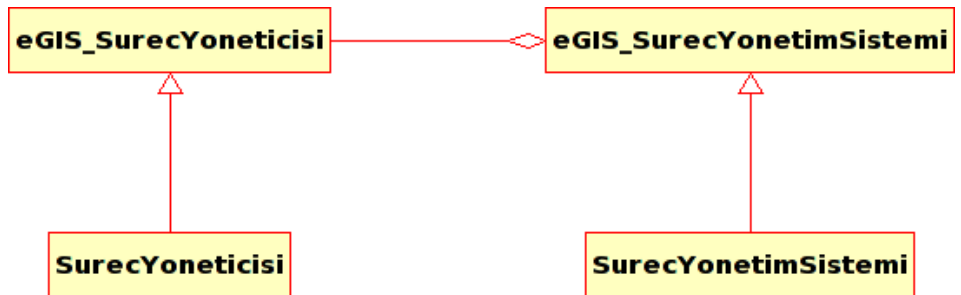 eGIS_SurecYoneticisi
eGIS_SurecYonetimSistemi
SurecYoneticisi
SurecYonetimSistemi